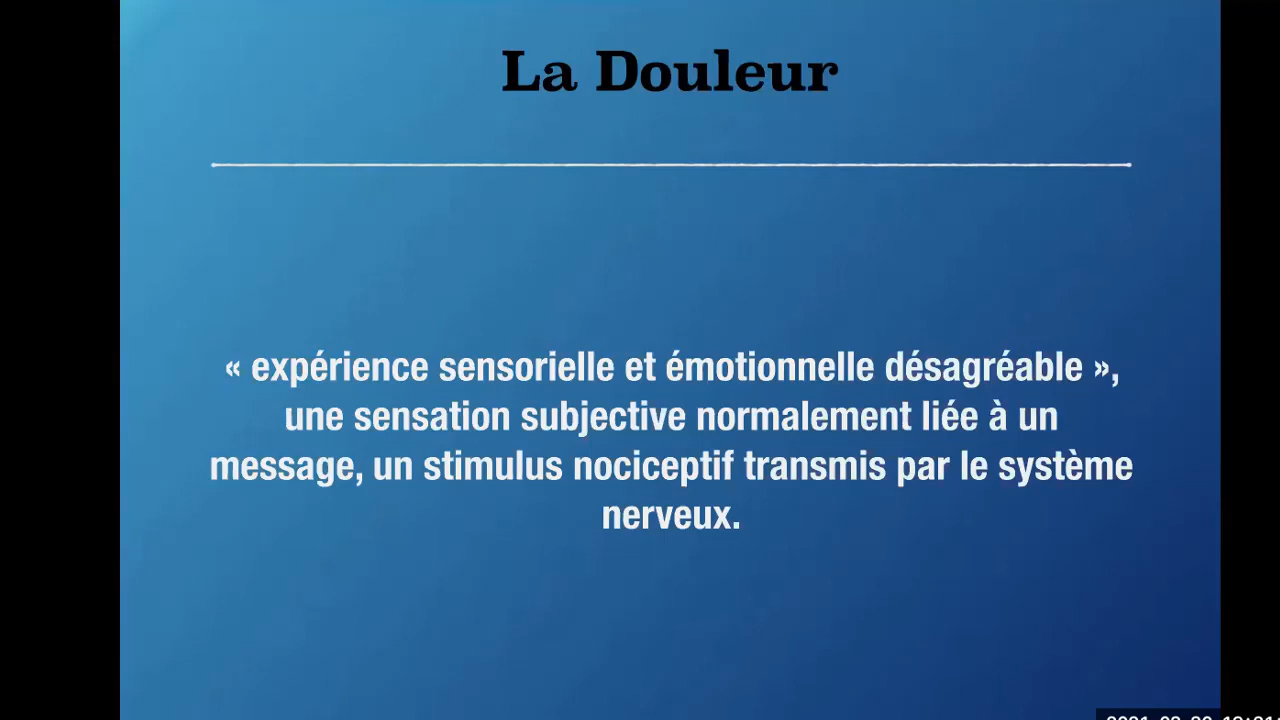 La Douleur
« expérience sensorielle et émotionnelle désagréable »,
une sensation subjective normalement liée à un
message, un stimulus nociceptif transmis par le système
nerveux.